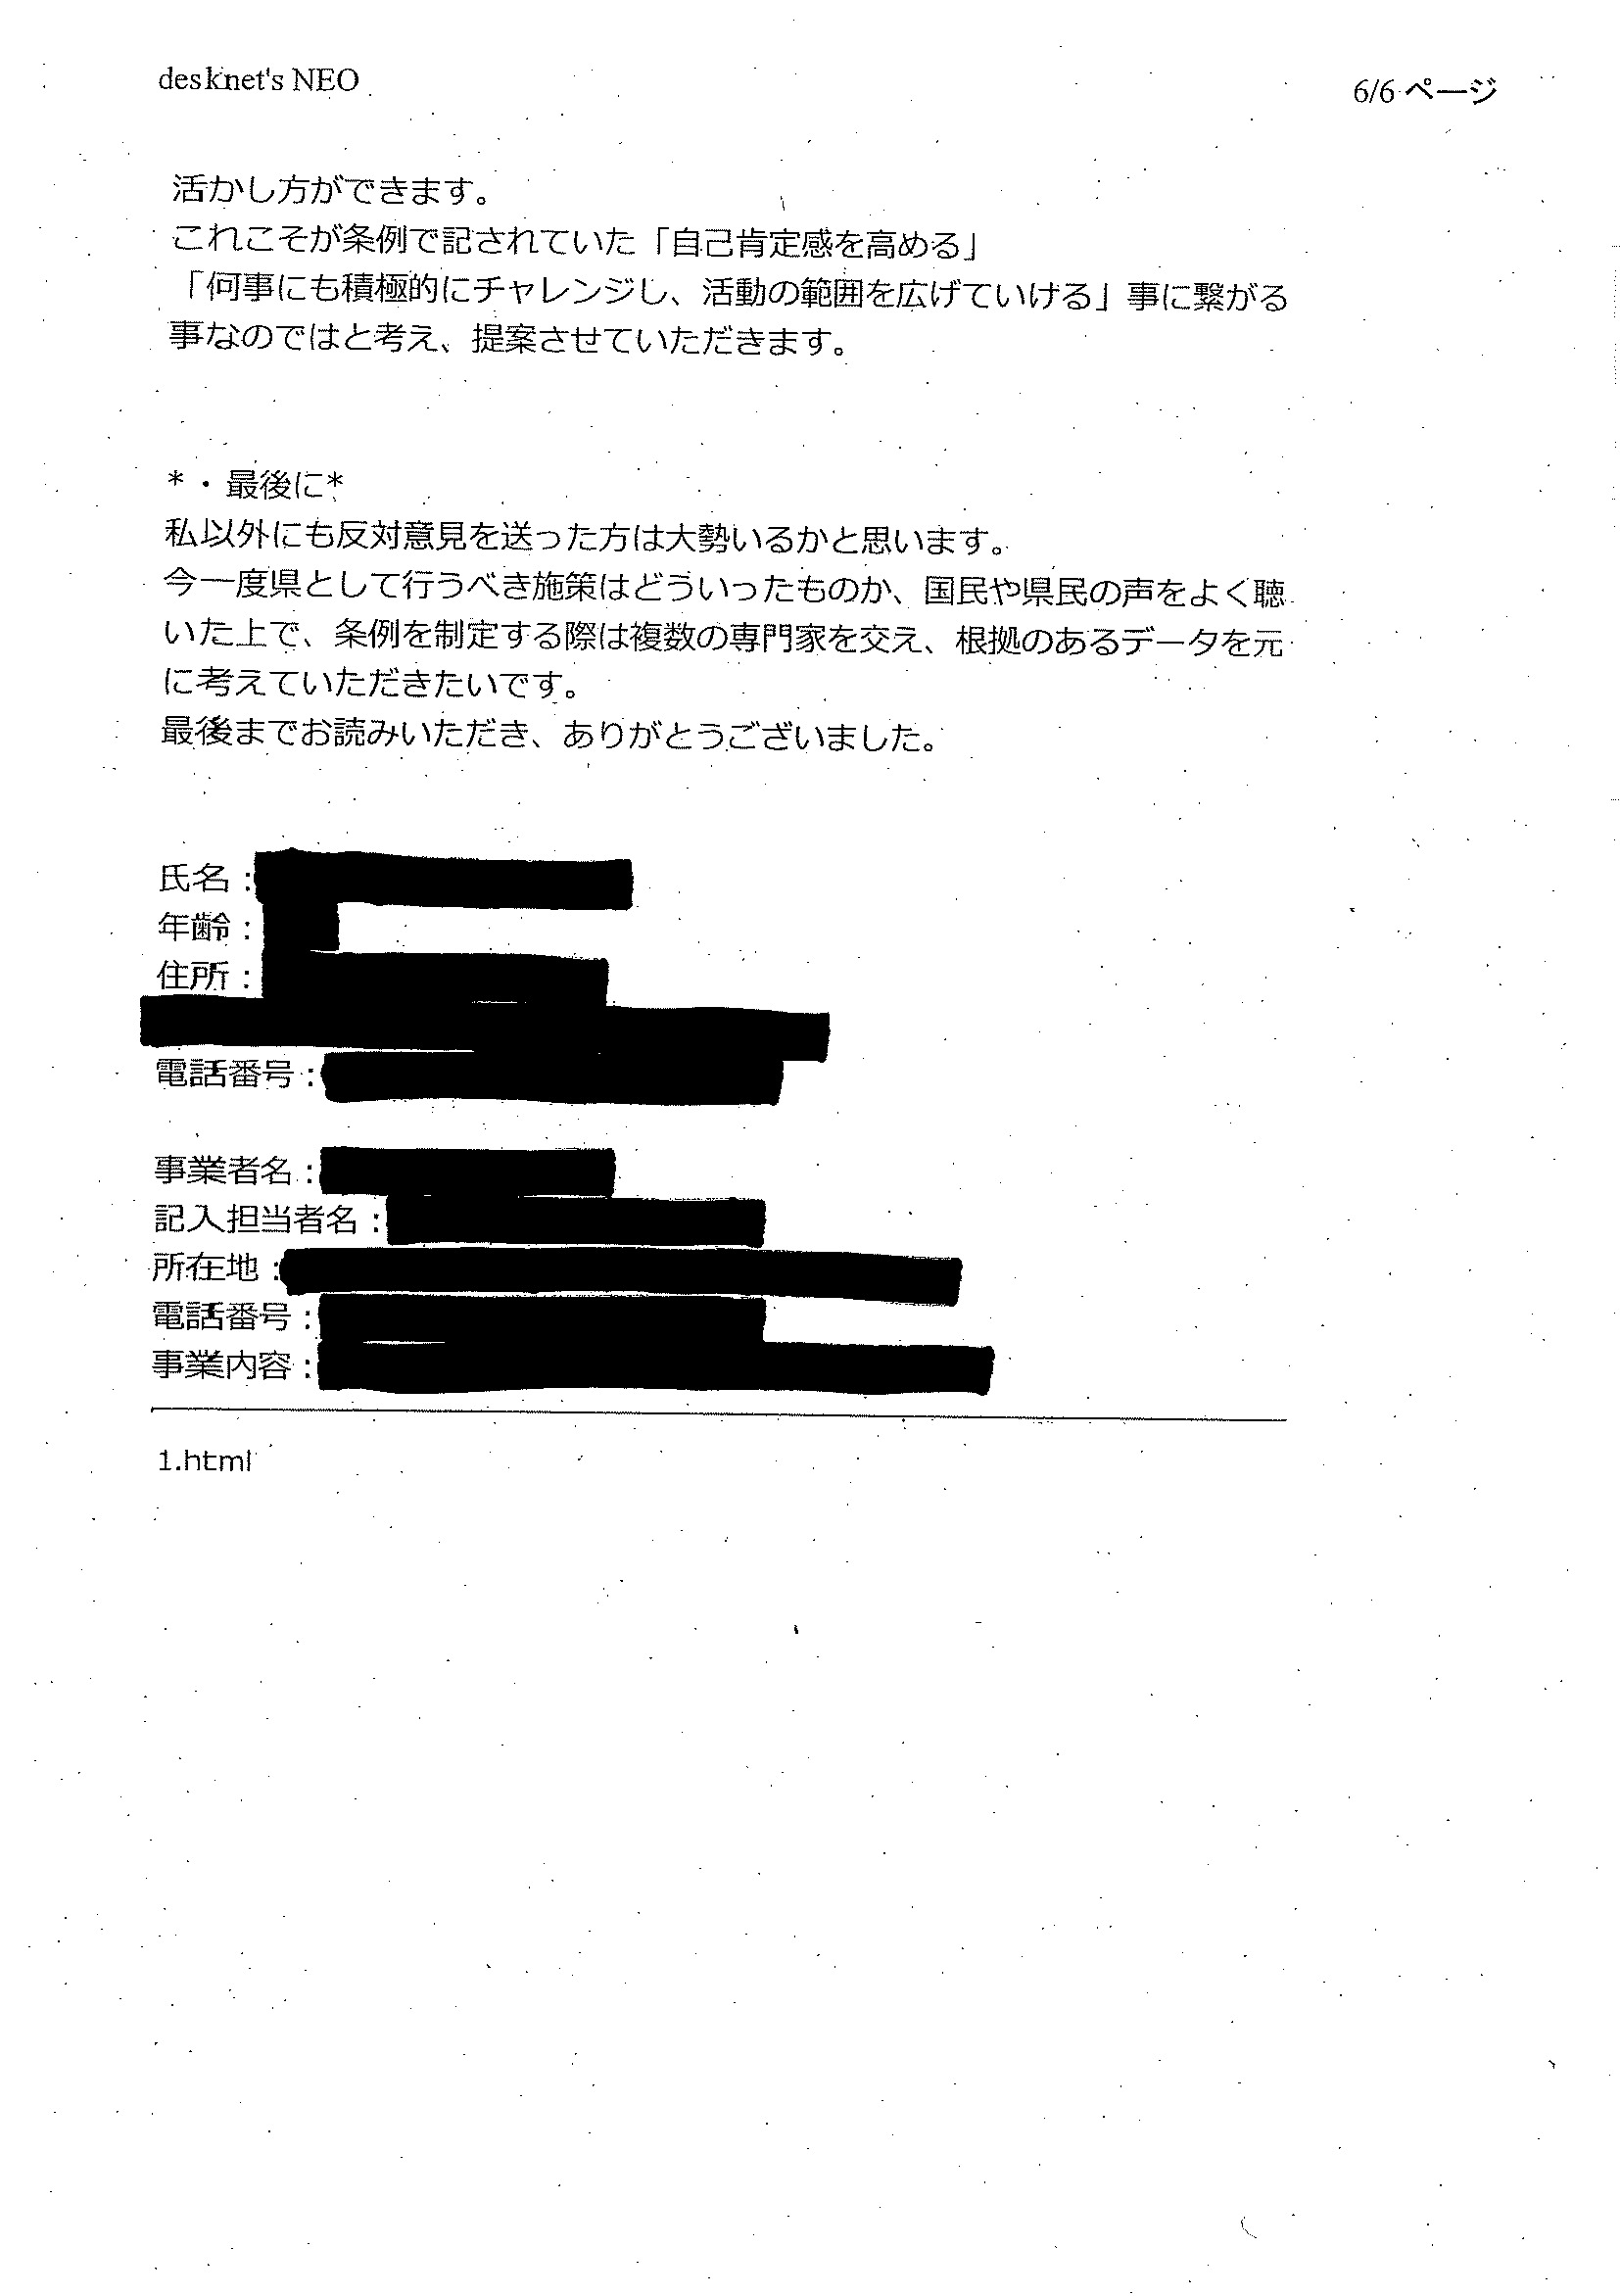 desknet's NEO
6/6 ページ
活かし方ができます。
これこそが条例で記されていた「自己肯定感を高める」
「何事にも積極的にチャレンジし、活動の範囲を広げていける」事に繋がる
事なのではと考え、提案させていただきます。
*・最後に*
私以外にも反対意見を送った方は大勢いるかと思います。
今一度県として行うべき施策はどういったものか、国民や県民の声をよく聴
いた上で、条例を制定する際は複数の専門家を交え、根拠のあるデータを元
に考えていただきたいです。
最後までお読みいただき、ありがとうございました。
氏名：
年齢：
住所：
電話番号：
事業者名：
記入担当者名：
所在地：
電話番号：
事業内容：
1.html